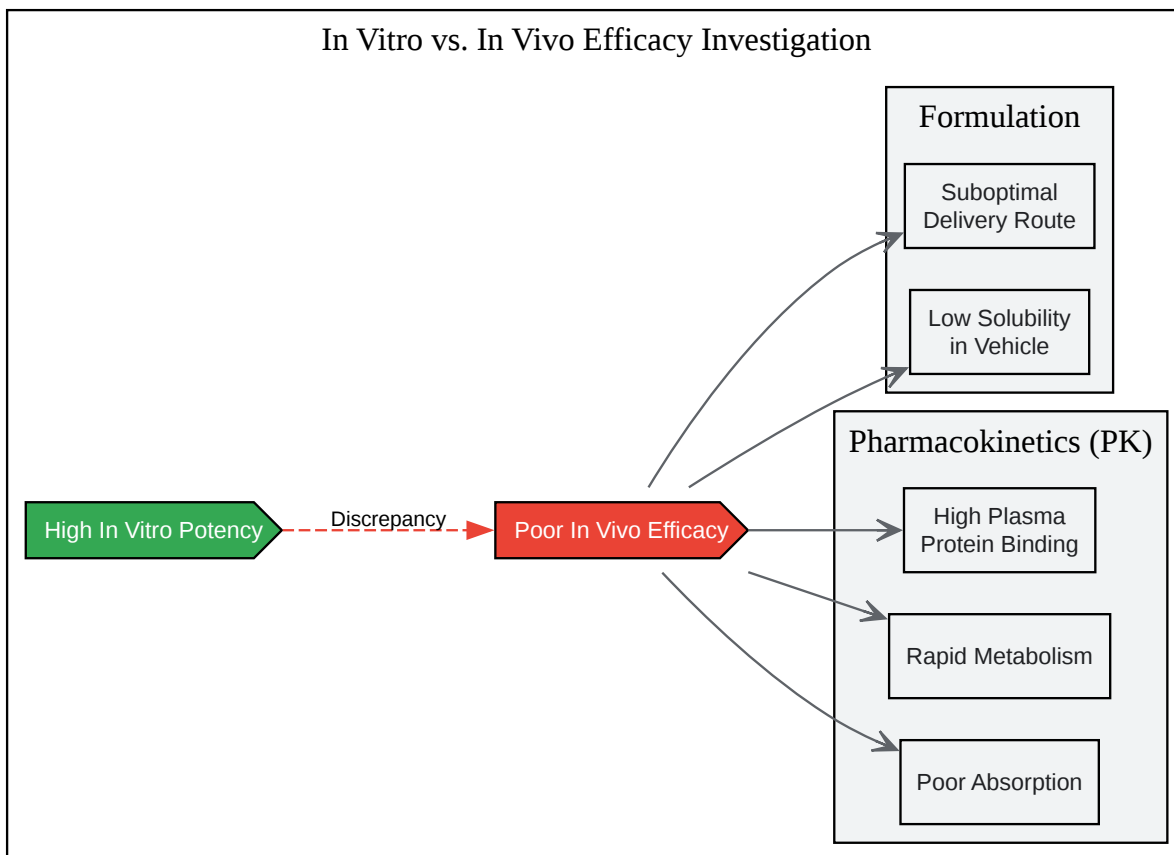 In Vitro vs. In Vivo Efficacy Investigation
Formulation
Suboptimal
Delivery Route
Low Solubility
in Vehicle
Pharmacokinetics (PK)
High In Vitro Potency
Discrepancy
Poor In Vivo Efficacy
High Plasma
Protein Binding
Rapid Metabolism
Poor Absorption